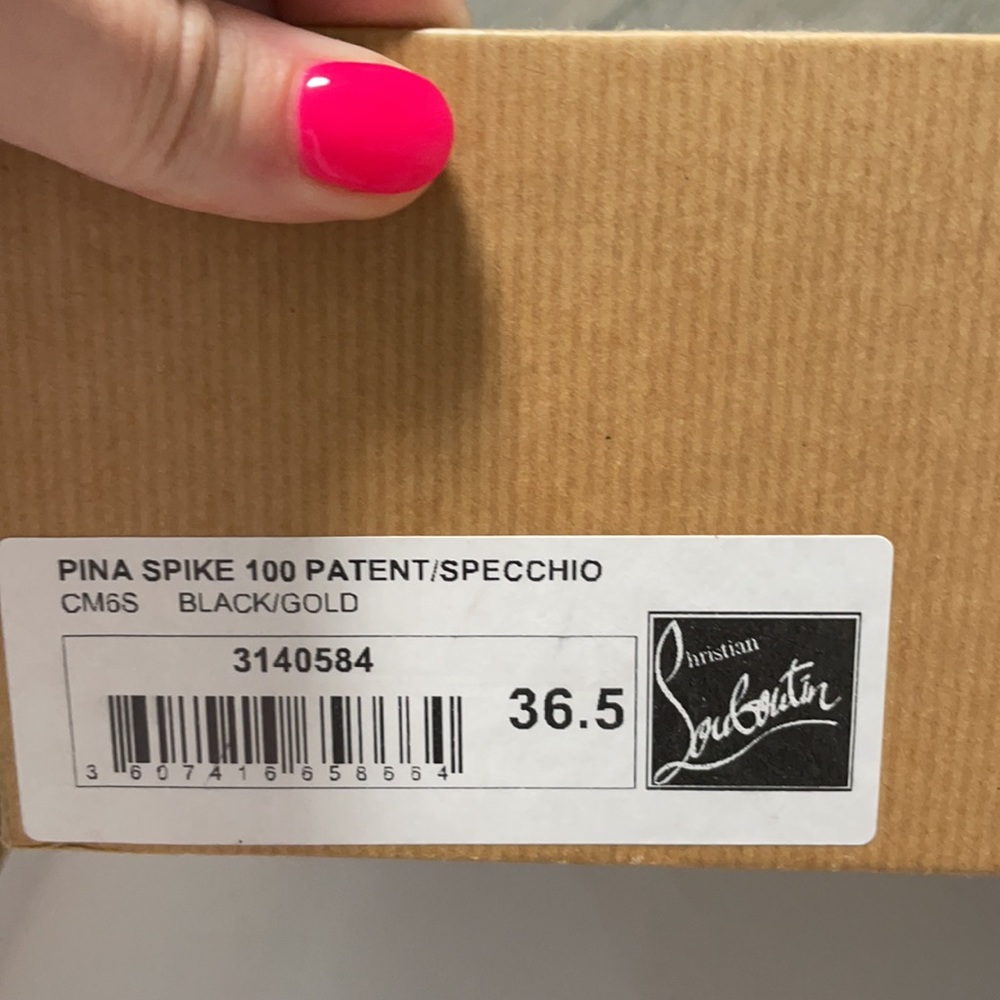 PINA SPIKE 100 PATENT/SPECCHIO
CM6S BLACK/GOLD
3140584
36.5
3 607416 658664
Christian
Louboutin